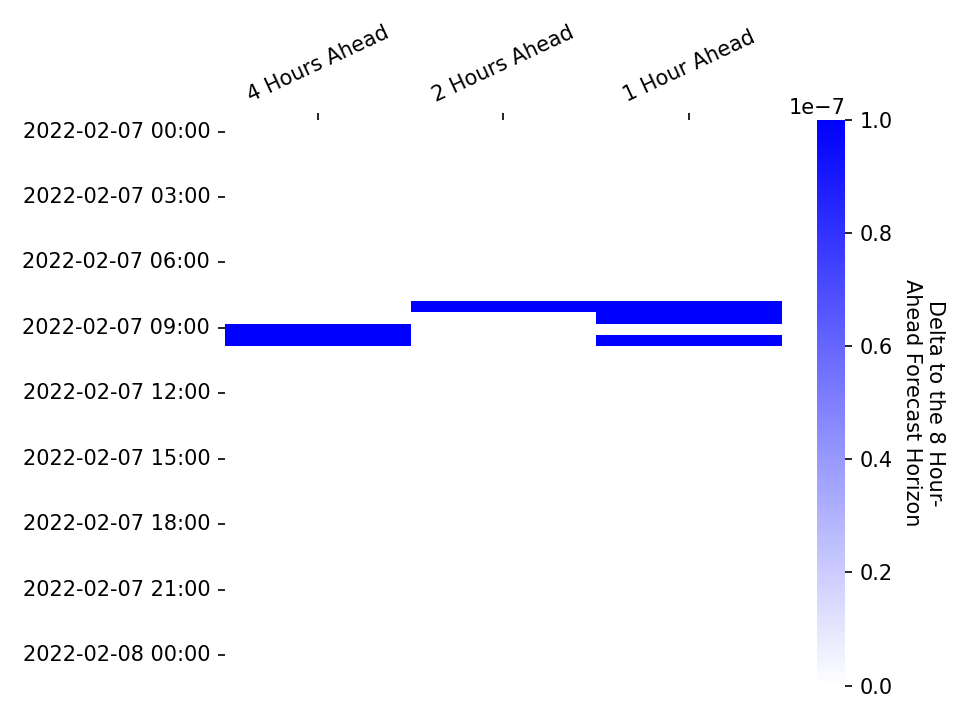 4 Hours Ahead
2 Hours Ahead
1 Hour Ahead
2022-02-07 00:00
2022-02-07 03:00
2022-02-07 06:00
2022-02-07 09:00
2022-02-07 12:00
2022-02-07 15:00
2022-02-07 18:00
2022-02-07 21:00
2022-02-08 00:00
1e−7
1.0
0.8
0.6
0.4
0.2
0.0
Delta to the 8 Hour-
Ahead Forecast Horizon